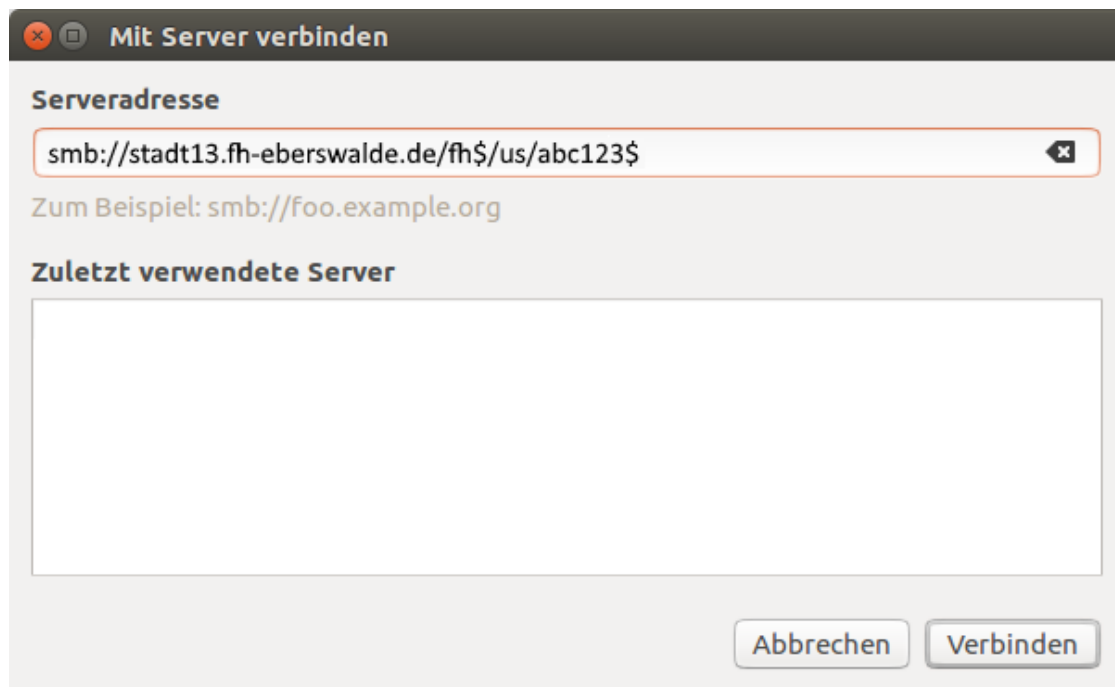 Mit Server verbinden
Serveradresse
smb://stadt13.fh-eberswalde.de/fh$/us/abc123$
Zum Beispiel: smb://foo.example.org
Zuletzt verwendete Server
Abbrechen Verbinden